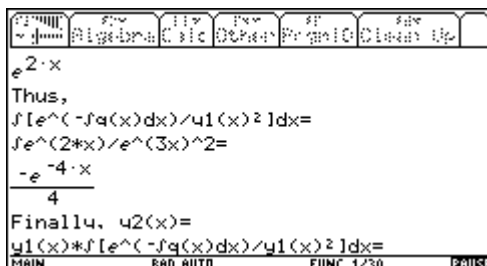 Algebra Calc Other PrgmIO Clean Up
e^2·x
Thus,
∫[e^(-∫q(x)dx)/y1(x)²]dx=
∫e^(2*x)/e^(3x)^2=
-e^-4·x
4
Finally, y2(x)=
y1(x)*∫[e^(-∫q(x)dx)/y1(x)²]dx=
MAIN RAD AUTO FUNC 1/30 PAUSE